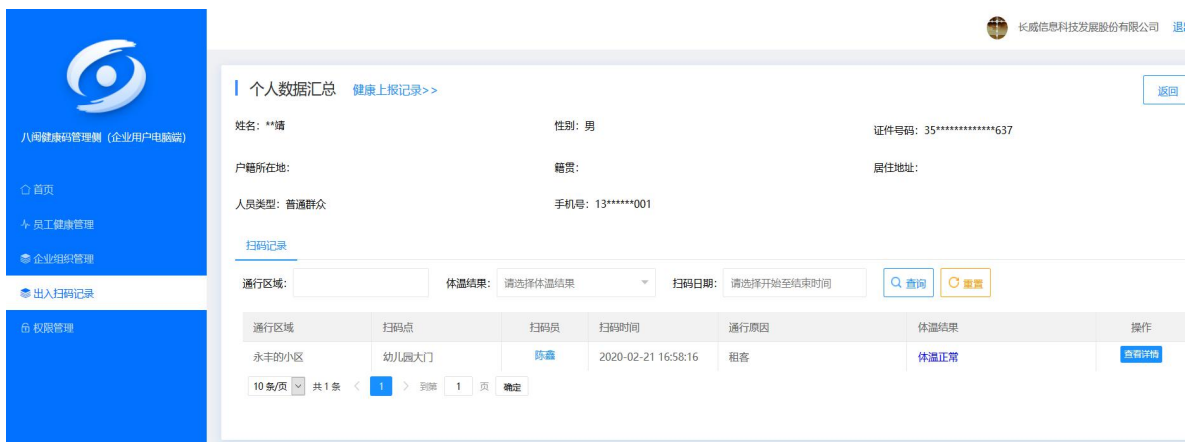 长威信息科技发展股份有限公司
个人数据汇总 健康上报记录>>
返回
八闽健康码管理侧（企业用户电脑端）
姓名：**靖 性别：男 证件号码：35*************637
户籍所在地： 籍贯： 居住地址：
人员类型：普通群众 手机号：13******001
首页
员工健康管理
企业组织管理
出入扫码记录
权限管理
扫码记录
通行区域： 体温结果：请选择体温结果 扫码日期：请选择开始至结束时间 查询 重置
通行区域 扫码点 扫码员 扫码时间 通行原因 体温结果 操作
永丰的小区 幼儿园大门 陈鑫 2020-02-21 16:58:16 租客 体温正常 查看详情
10 条/页 共 1 条 < 1 > 到第 1 页 确定